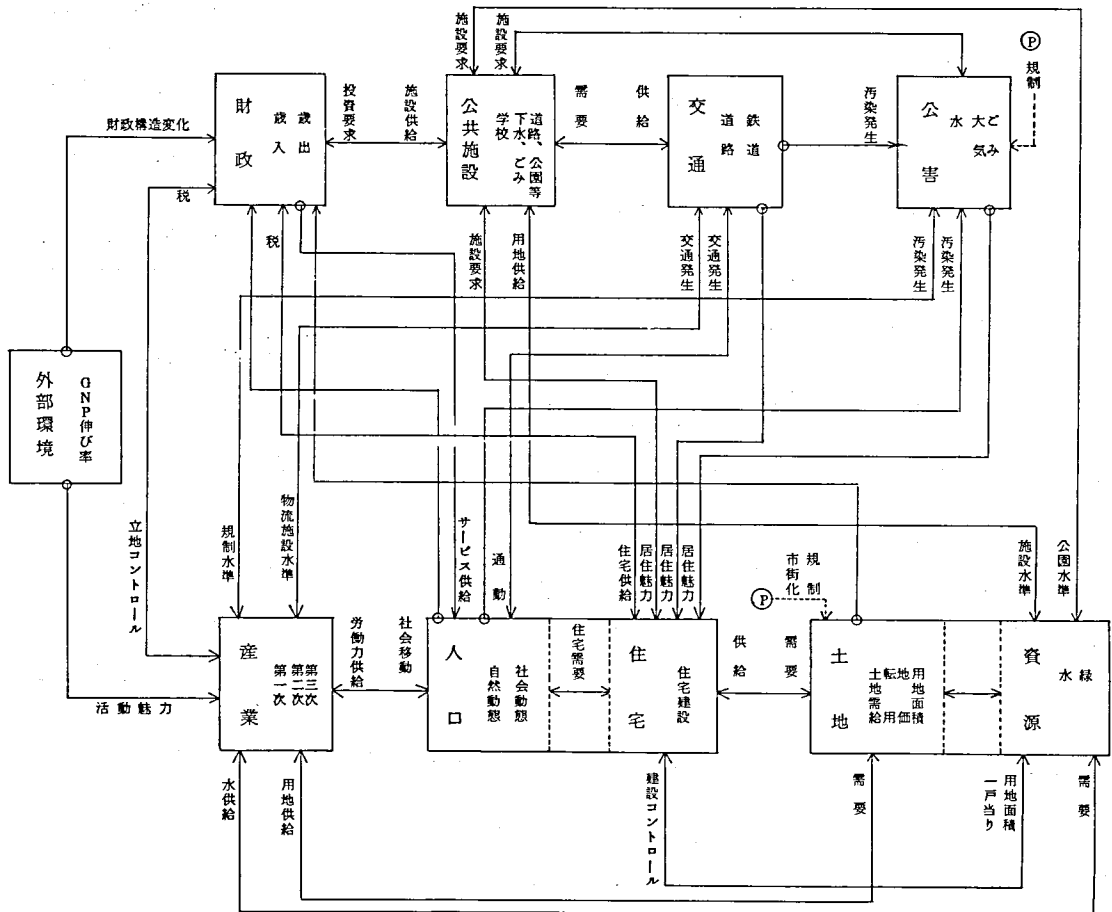 施設要求
施設要求
Ⓟ
規制
財政
歳出
歳入
投資要求
施設供給
公共施設
道路、公園等
下水、ごみ
学校
需要
供給
交通
鉄道
道路
汚染発生
公害
ごみ
大気
水
財政構造変化
税
税
施設要求
用地供給
交通発生
交通発生
汚染発生
汚染発生
外部環境
GNP伸び率
立地コントロール
規制水準
物流施設水準
サービス供給
通勤
住宅供給
居住魅力
居住魅力
居住魅力
市街化
規制
Ⓟ
施設水準
公園水準
活動魅力
産業
第三次
第二次
第一次
労働力供給
社会移動
人口
社会動態
自然動態
住宅需要
住宅
住宅建設
供給
需要
土地
用地面積
地価
転用
土地需給
資源
緑
水
水供給
用地供給
建設コントロール
需要
用地面積
一戸当り
需要